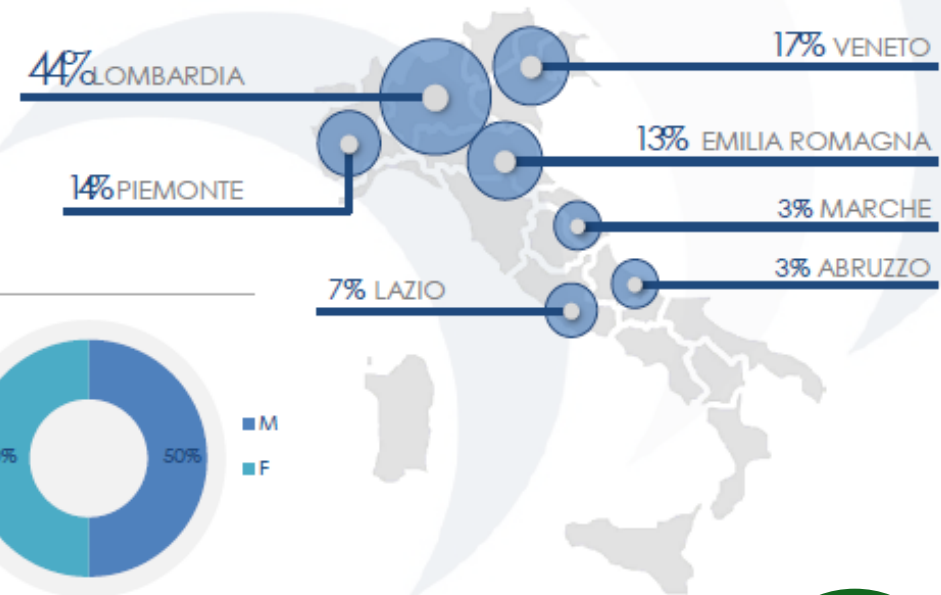 44% LOMBARDIA
17% VENETO
13% EMILIA ROMAGNA
14% PIEMONTE
3% MARCHE
3% ABRUZZO
7% LAZIO
50%
M
F